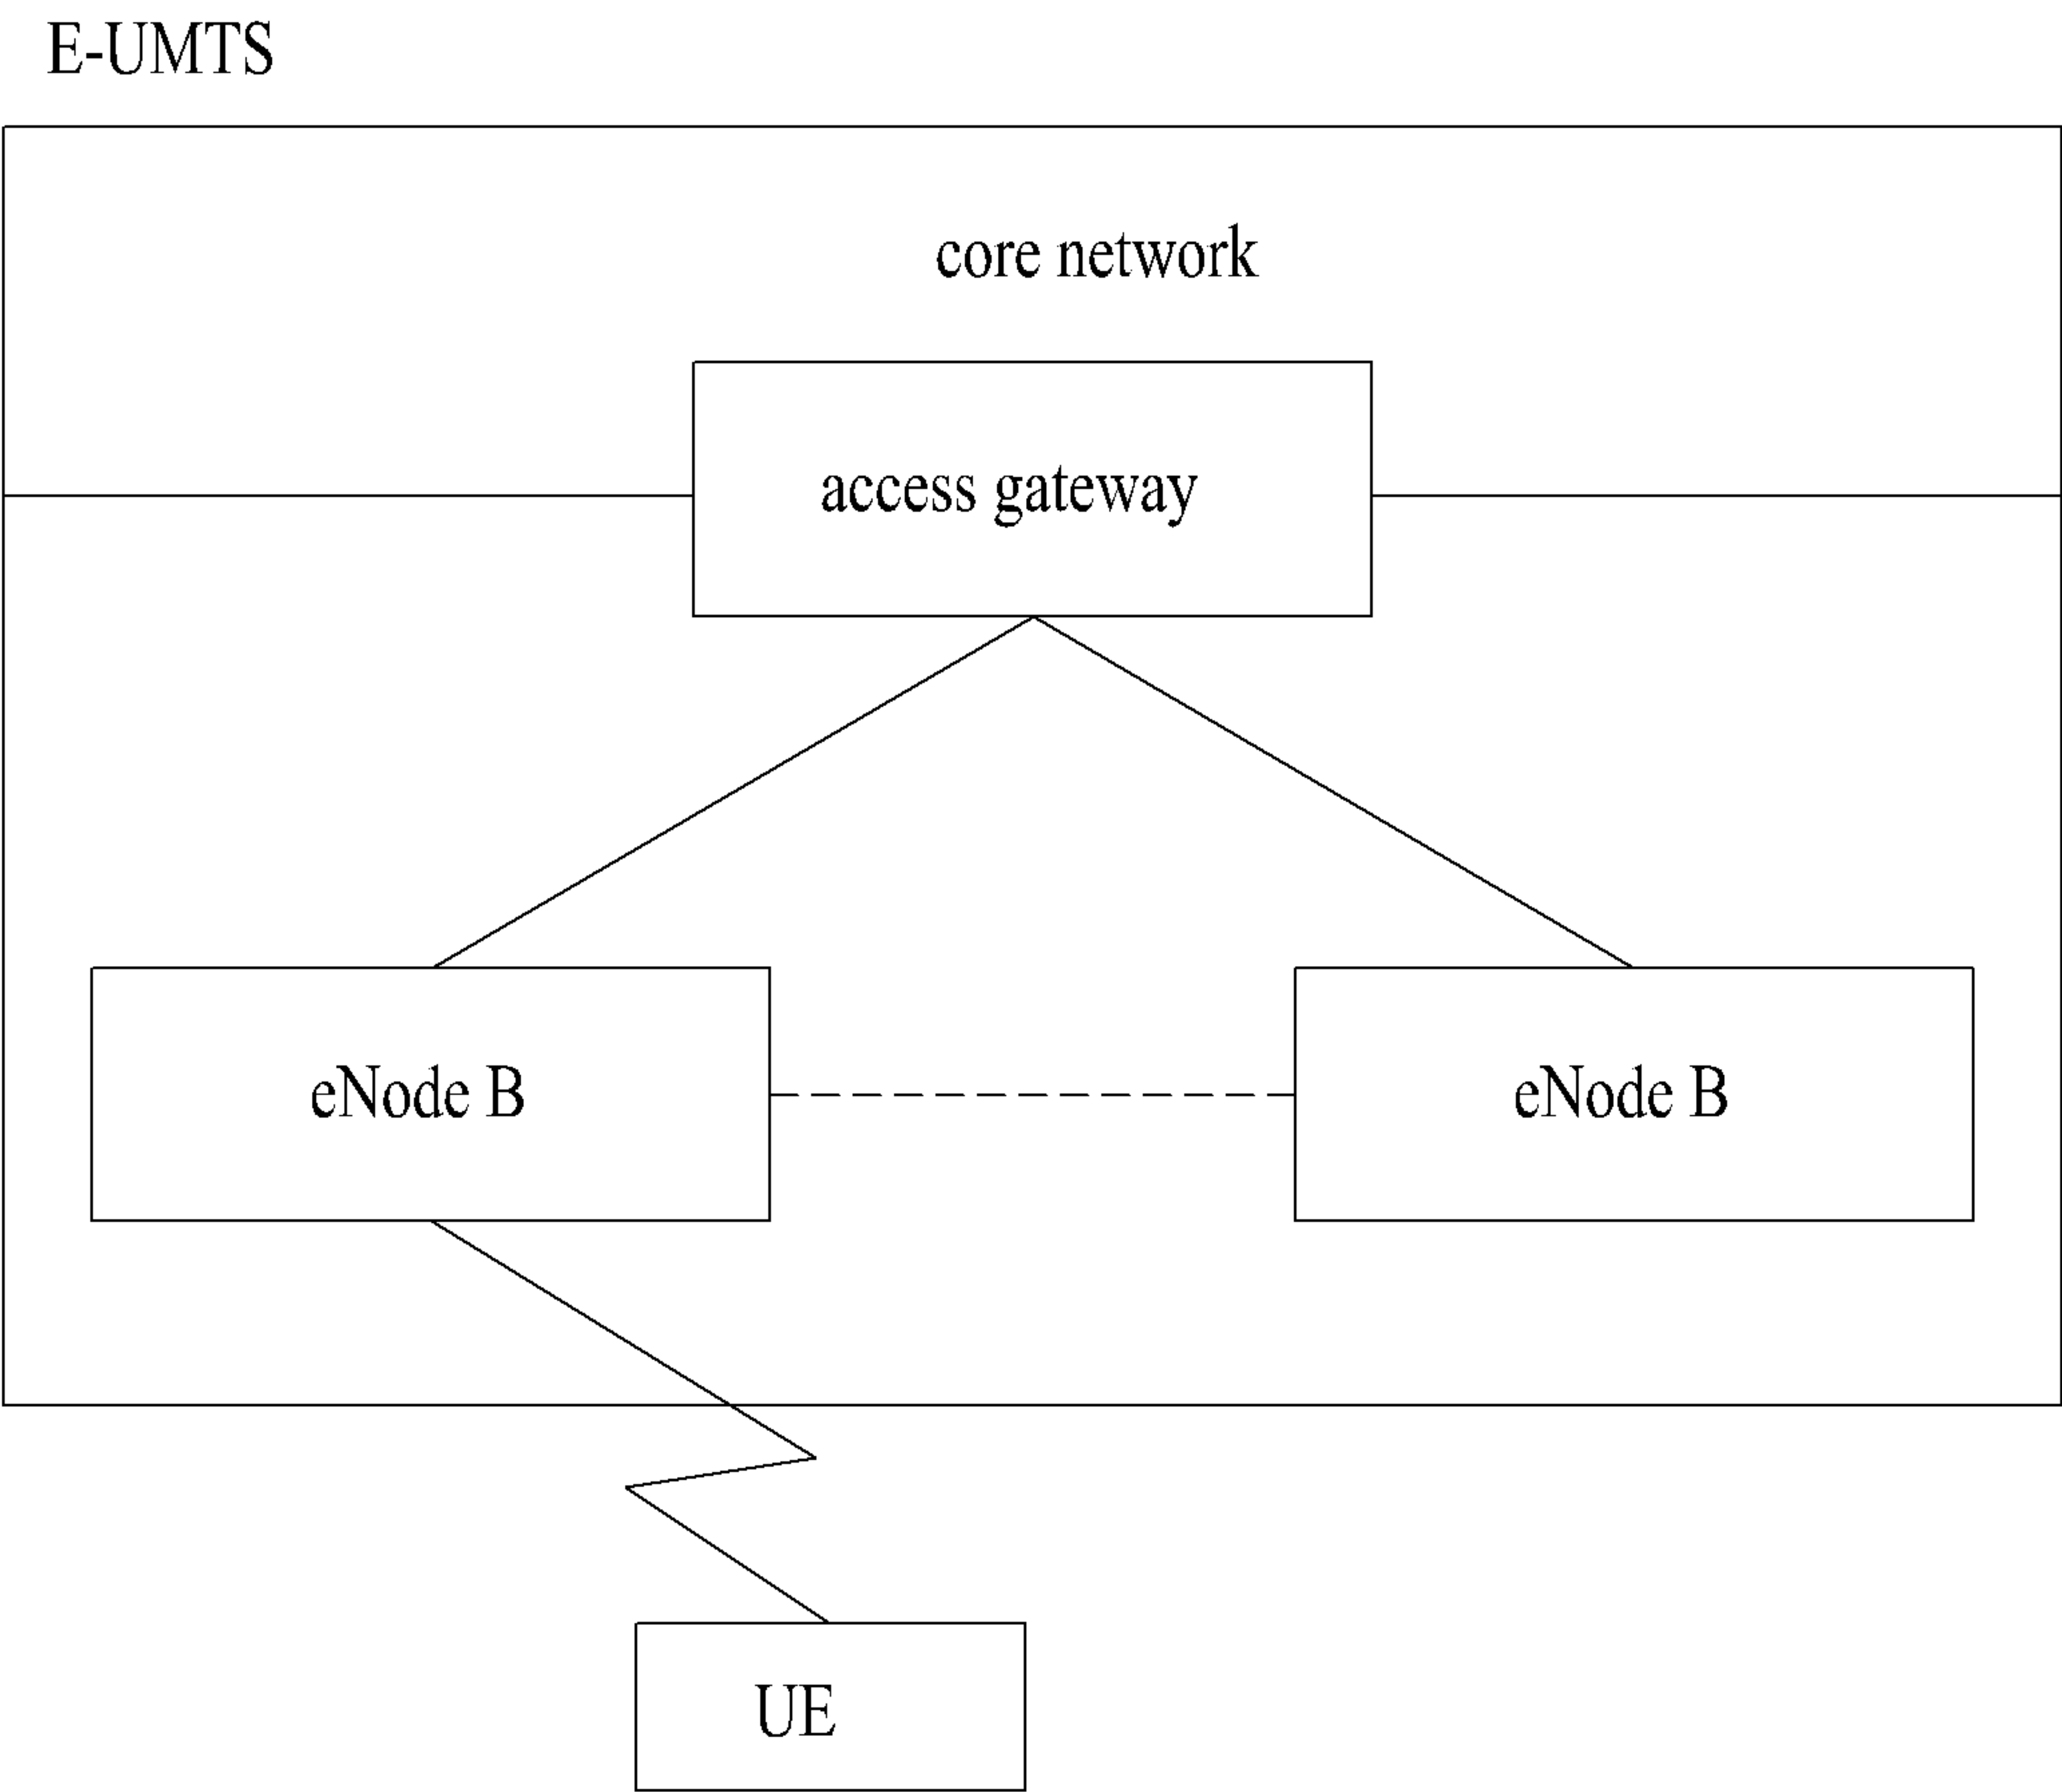 E-UMTS
core network
access gateway
eNode B
eNode B
UE